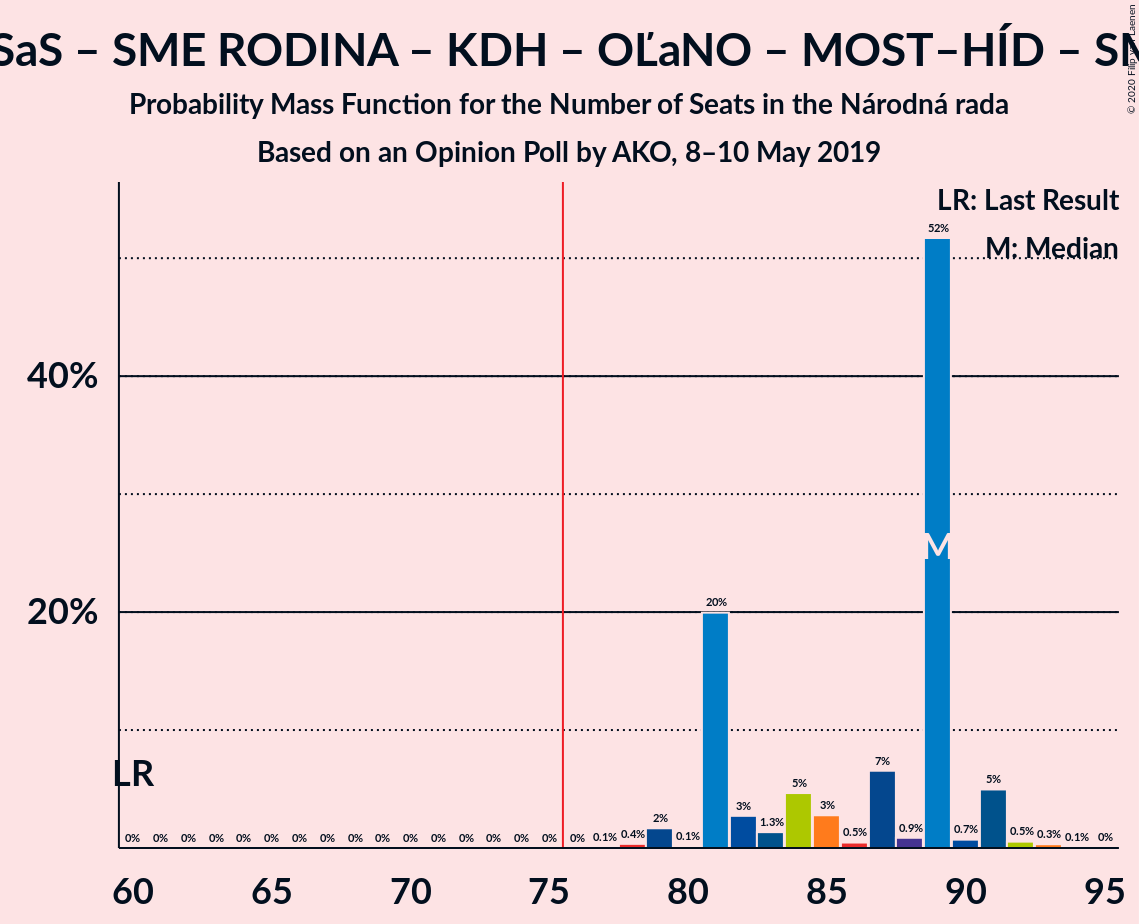 SaS – SME RODINA – KDH – OĽaNO – MOST–HÍD –
Probability Mass Function for the Number of Seats in the Národná rada
Based on an Opinion Poll by AKO, 8–10 May 2019
© 2020 Filip van Laenen
LR: Last Result
M: Median
52%
40%
M
20%
20%
LR
0% 0% 0% 0% 0% 0% 0% 0% 0% 0% 0% 0% 0% 0% 0% 0% 0% 0.1% 0.4% 2% 0.1% 3% 1.3% 5% 3% 0.5% 7% 0.9% 0.7% 5% 0.5% 0.3% 0.1% 0%
60 65 70 75 80 85 90 95